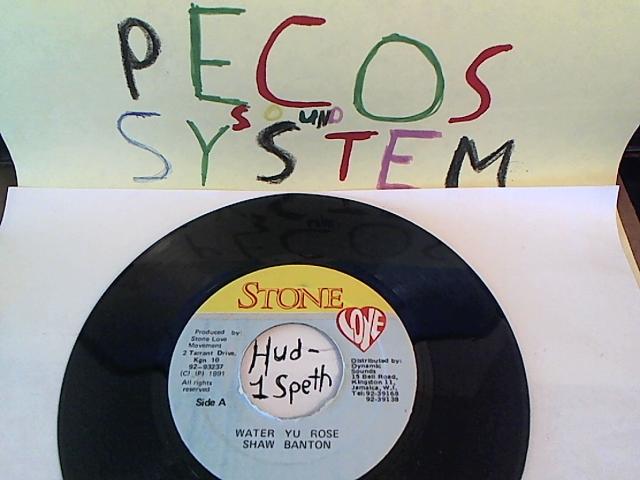 PECOS
SOUND
SYSTEM
STONE
LOVE
Produced by:
Stone Love
Movement
2 Tarrant Drive,
Kgn 10
92-93237
(C) (P) 1991
All rights
reserved
Side A
Hud-
1 Speth
Distributed by:
Dynamic
Sounds
15 Bell Road,
Kingston 11,
Jamaica, W.I.
Tel:92-39168
92-39138
WATER YU ROSE
SHAW BANTON